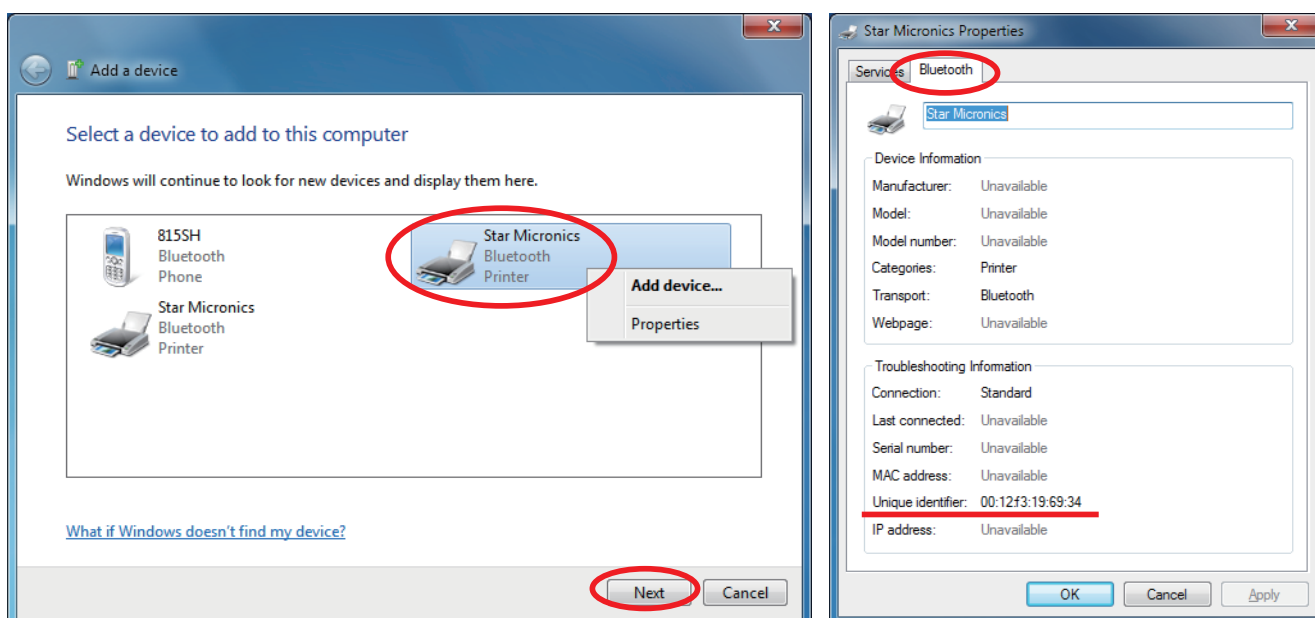 Add a device
Select a device to add to this computer
Windows will continue to look for new devices and display them here.
815SH
Bluetooth
Phone
Star Micronics
Bluetooth
Printer
Star Micronics
Bluetooth
Printer
Add device...
Properties
What if Windows doesn't find my device?
Next
Cancel
Star Micronics Properties
Services
Bluetooth
Star Micronics
Device Information
Manufacturer: Unavailable
Model: Unavailable
Model number: Unavailable
Categories: Printer
Transport: Bluetooth
Webpage: Unavailable
Troubleshooting Information
Connection: Standard
Last connected: Unavailable
Serial number: Unavailable
MAC address: Unavailable
Unique identifier: 00:12:f3:19:69:34
IP address: Unavailable
OK
Cancel
Apply